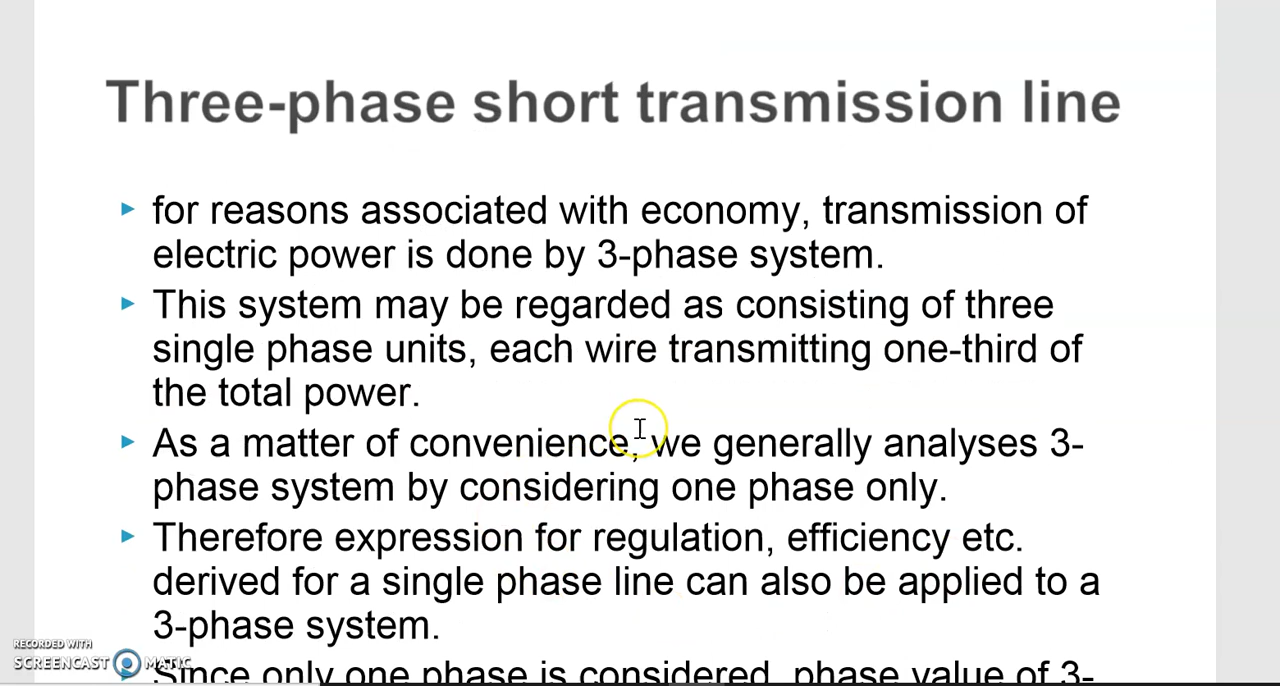 Three-phase short transmission line
for reasons associated with economy, transmission of
electric power is done by 3-phase system.
This system may be regarded as consisting of three
single phase units, each wire transmitting one-third of
the total power.
As a matter of convenience, we generally analyses 3-
phase system by considering one phase only.
Therefore expression for regulation, efficiency etc.
derived for a single phase line can also be applied to a
3-phase system.
Since only one phase is considered, phase value of 3-
RECORDED WITH
SCREENCAST MATIC